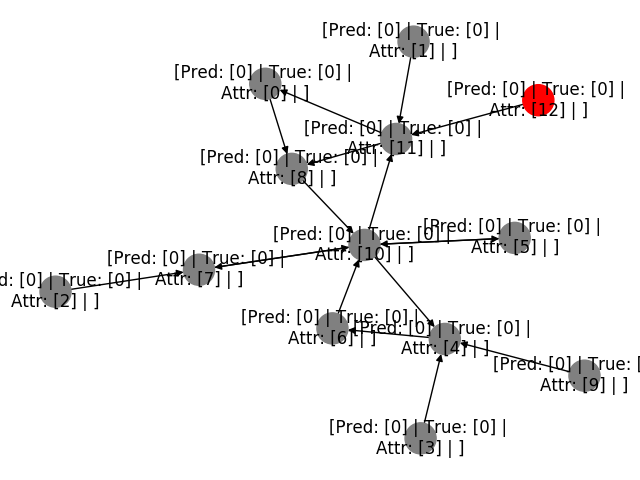 [Pred: [0] | True: [0] |
Attr: [1] | ]
[Pred: [0] | True: [0] |
Attr: [0] | ]
[Pred: [0] | True: [0] |
Attr: [12] | ]
[Pred: [0] | True: [0] |
Attr: [11] | ]
[Pred: [0] | True: [0] |
Attr: [8] | ]
[Pred: [0] | True: [0] |
Attr: [5] | ]
[Pred: [0] | True: [0] |
Attr: [10] | ]
[Pred: [0] | True: [0] |
Attr: [7] | ]
d: [0] | True: [0] |
Attr: [2] | ]
[Pred: [0] | True: [0] |
Attr: [6] | ]
[Pred: [0] | True: [0] |
Attr: [4] | ]
[Pred: [0] | True: [
Attr: [9] | ]
[Pred: [0] | True: [0] |
Attr: [3] | ]